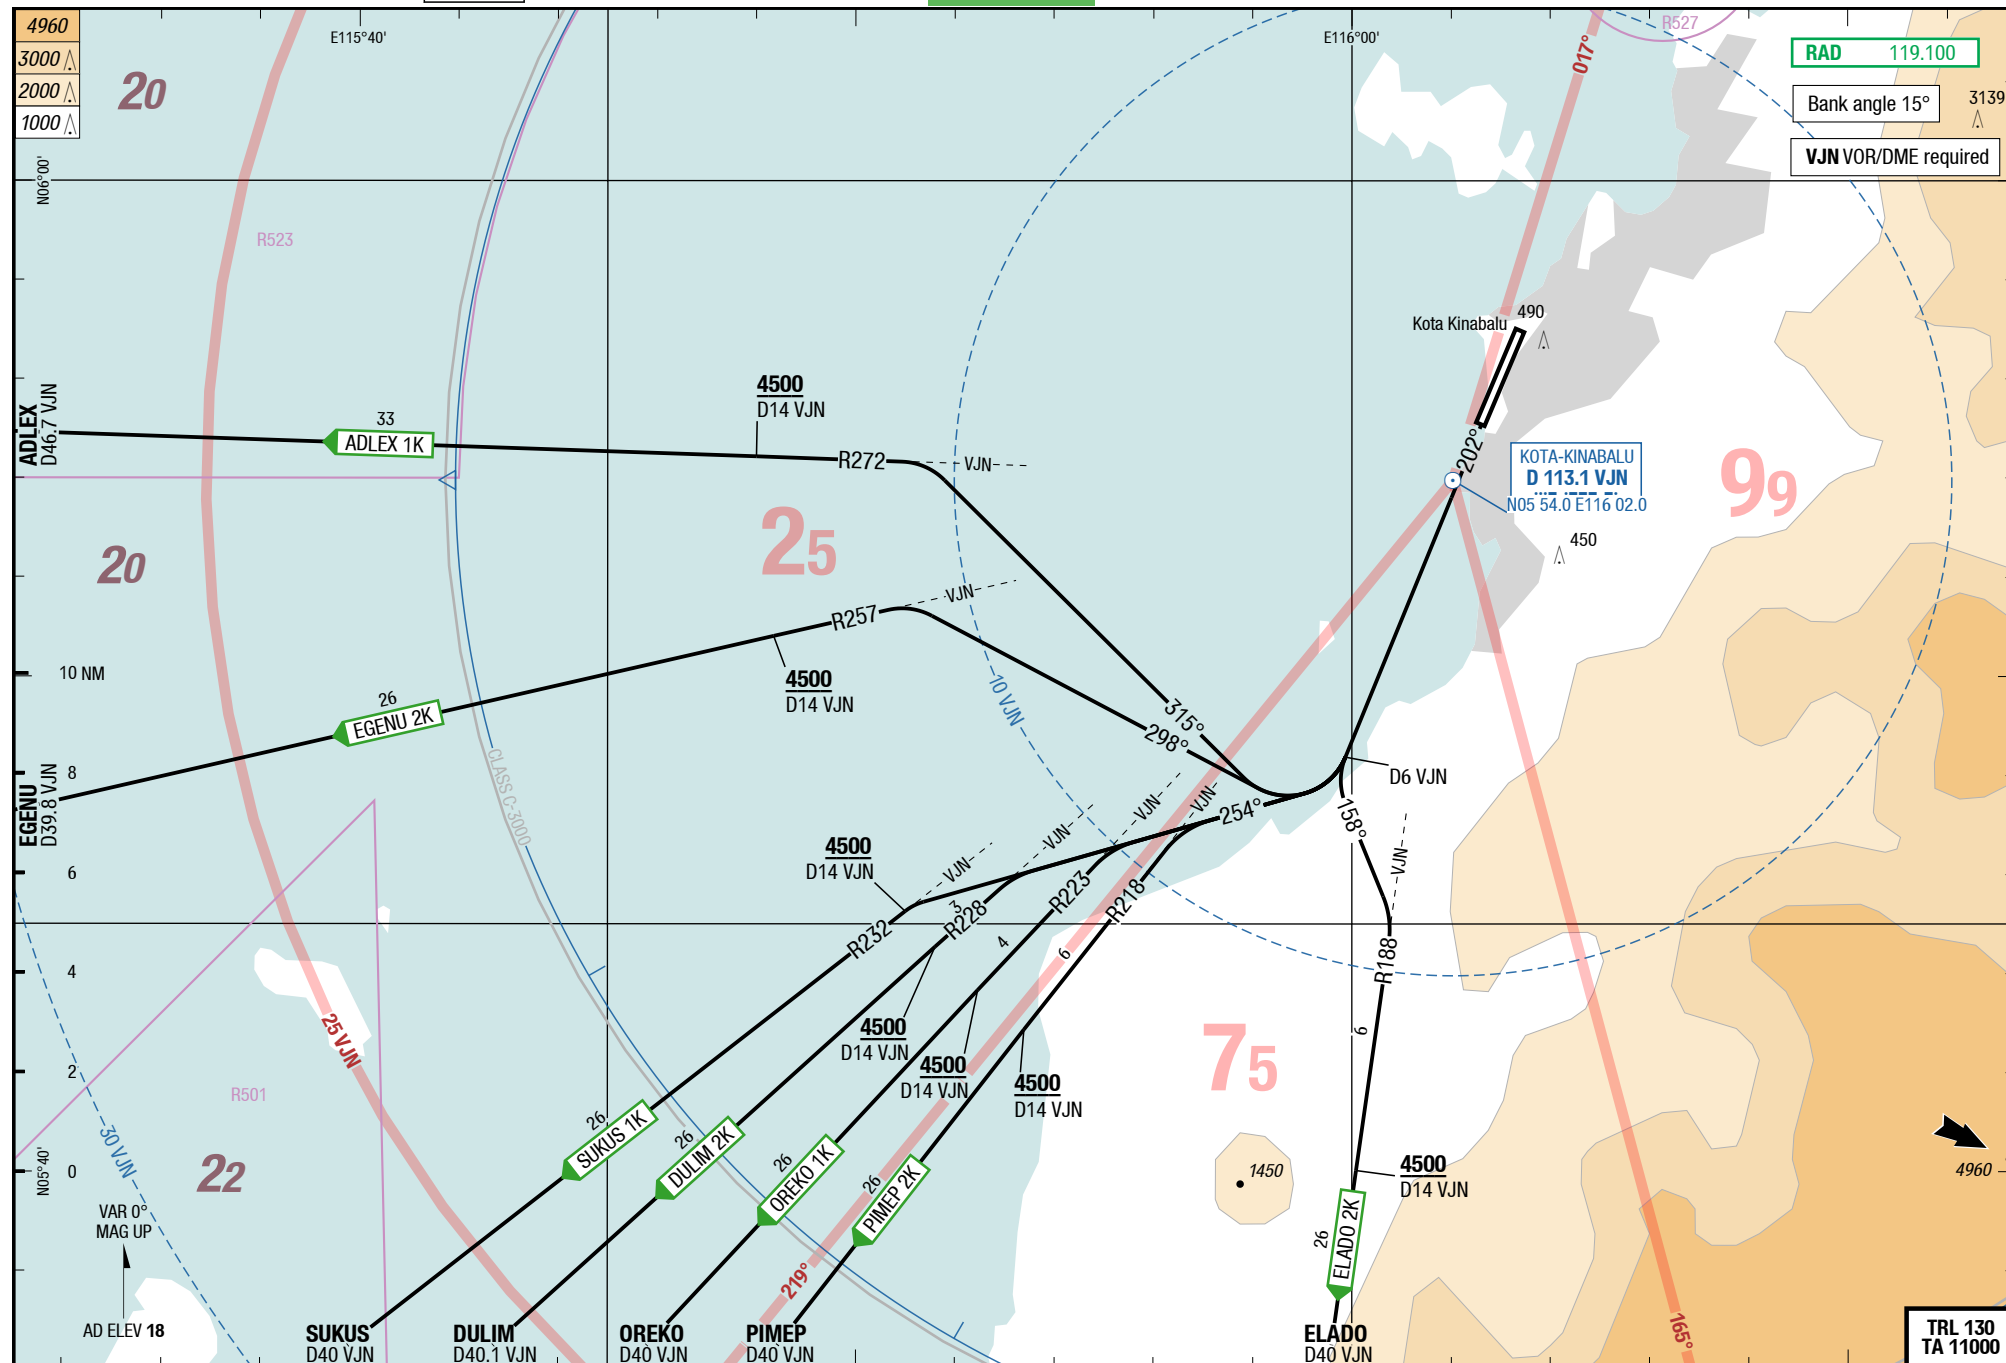 4960
3000
2000
1000
E115°40'
E116°00'
R527
017°
RAD 119.100
Bank angle 15°
3139
VJN VOR/DME required
20
N06°00'
R523
Kota Kinabalu
490
ADLEX
D46.7 VJN
33
ADLEX 1K
4500
D14 VJN
R272
VJN
202°
KOTA-KINABALU
D 113.1 VJN
N05 54.0 E116 02.0
99
25
450
20
R257
VJN
4500
D14 VJN
10 NM
26
EGENU 2K
10 VJN
315°
298°
EGENU
D39.8 VJN
8
CLASS C-3000
D6 VJN
254°
158°
VJN
VJN
VJN
VJN
VJN
4500
D14 VJN
6
R232
3
R228
R223
R218
4
6
R188
6
4
25 VJN
4500
D14 VJN
4500
D14 VJN
4500
D14 VJN
75
2
R501
30 VJN
22
N05°40'
0
26
SUKUS 1K
26
DULIM 2K
26
OREKO 1K
26
PIMEP 2K
1450
4500
D14 VJN
26
ELADO 2K
4960
VAR 0°
MAG UP
AD ELEV 18
219°
165°
SUKUS
D40 VJN
DULIM
D40.1 VJN
OREKO
D40 VJN
PIMEP
D40 VJN
ELADO
D40 VJN
TRL 130
TA 11000